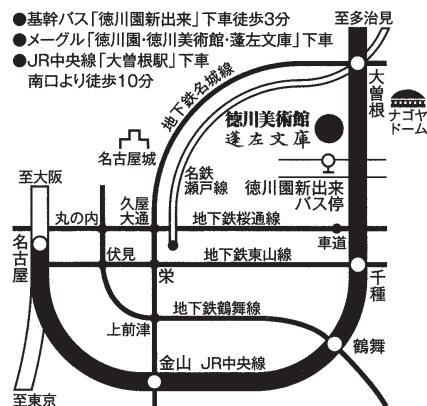 ●基幹バス「徳川園新出来」下車徒歩3分
●メーグル「徳川園・徳川美術館・蓬左文庫」下車
●JR中央線「大曽根駅」下車
南口より徒歩10分
至多治見
大曽根
ナゴヤ
ドーム
地下鉄名城線
徳川美術館
蓬左文庫
名古屋城
名鉄
瀬戸線
徳川園新出来
バス停
至大阪
丸の内
久屋
大通
地下鉄桜通線
車道
名古屋
伏見
栄
地下鉄東山線
千種
地下鉄鶴舞線
上前津
鶴舞
金山
JR中央線
至東京